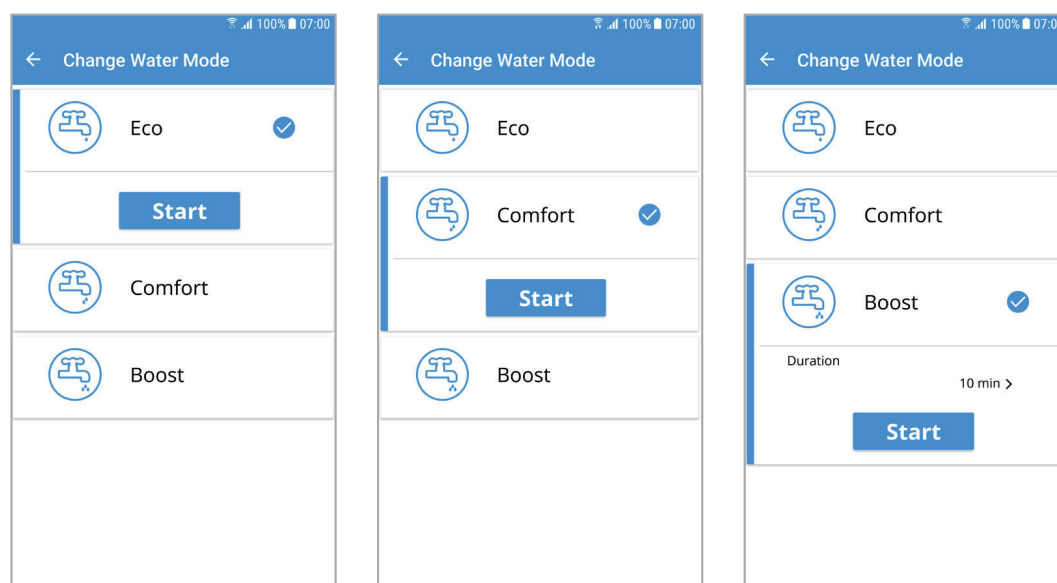 100% 07:00
Change Water Mode
Eco
Start
Comfort
Boost
100% 07:00
Change Water Mode
Eco
Comfort
Start
Boost
100% 07:0
Change Water Mode
Eco
Comfort
Boost
Duration
10 min >
Start